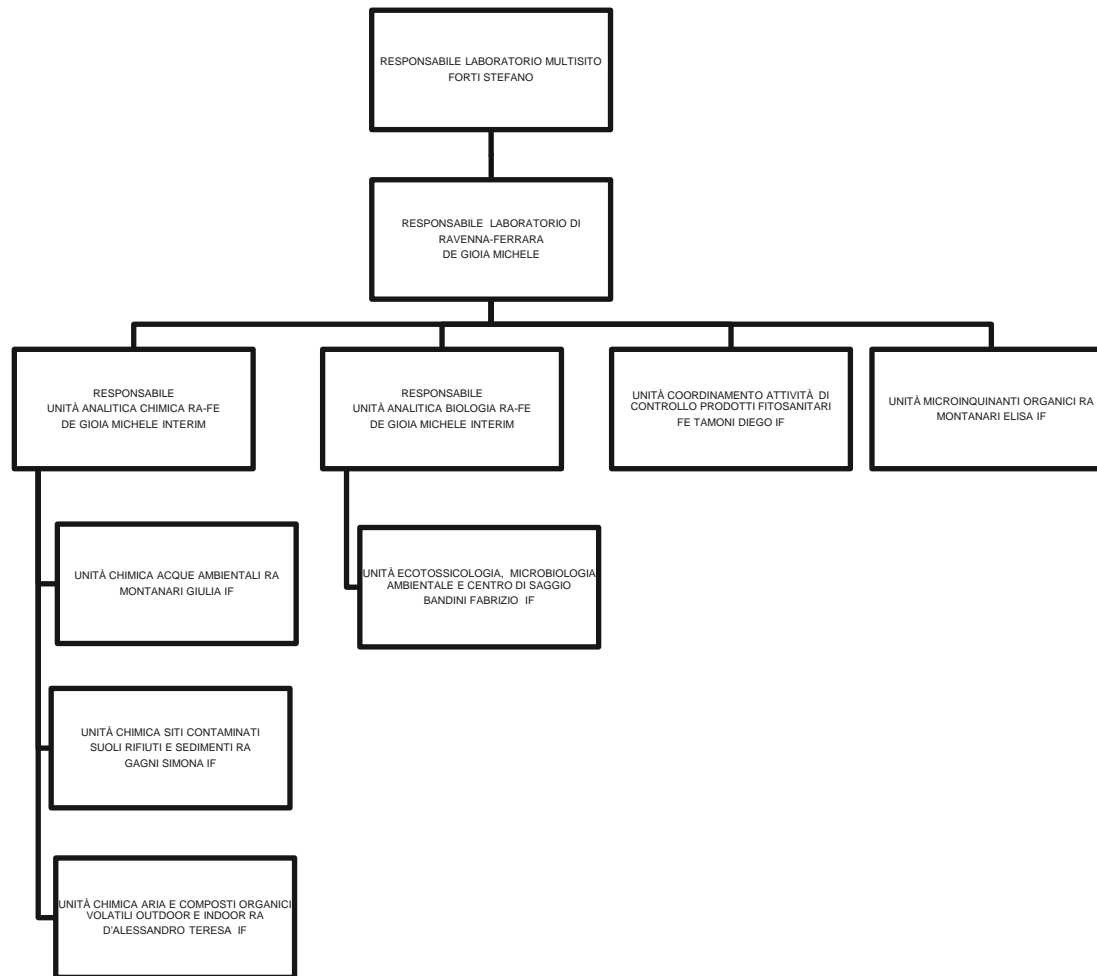 RESPONSABILE LABORATORIO MULTISITO
FORTI STEFANO
RESPONSABILE LABORATORIO DI
RAVENNA-FERRARA
DE GIOIA MICHELE
RESPONSABILE
UNITÀ ANALITICA CHIMICA RA-FE
DE GIOIA MICHELE INTERIM
RESPONSABILE
UNITÀ ANALITICA BIOLOGIA RA-FE
DE GIOIA MICHELE INTERIM
UNITÀ COORDINAMENTO ATTIVITÀ DI
CONTROLLO PRODOTTI FITOSANITARI
FE TAMONI DIEGO IF
UNITÀ MICROINQUINANTI ORGANICI RA
MONTANARI ELISA IF
UNITÀ CHIMICA ACQUE AMBIENTALI RA
MONTANARI GIULIA IF
UNITÀ ECOTOSSICOLOGIA, MICROBIOLOGIA
AMBIENTALE E CENTRO DI SAGGIO
BANDINI FABRIZIO IF
UNITÀ CHIMICA SITI CONTAMINATI
SUOLI RIFIUTI E SEDIMENTI RA
GAGNI SIMONA IF
UNITÀ CHIMICA ARIA E COMPOSTI ORGANICI
VOLATILI OUTDOOR E INDOOR RA
D'ALESSANDRO TERESA IF